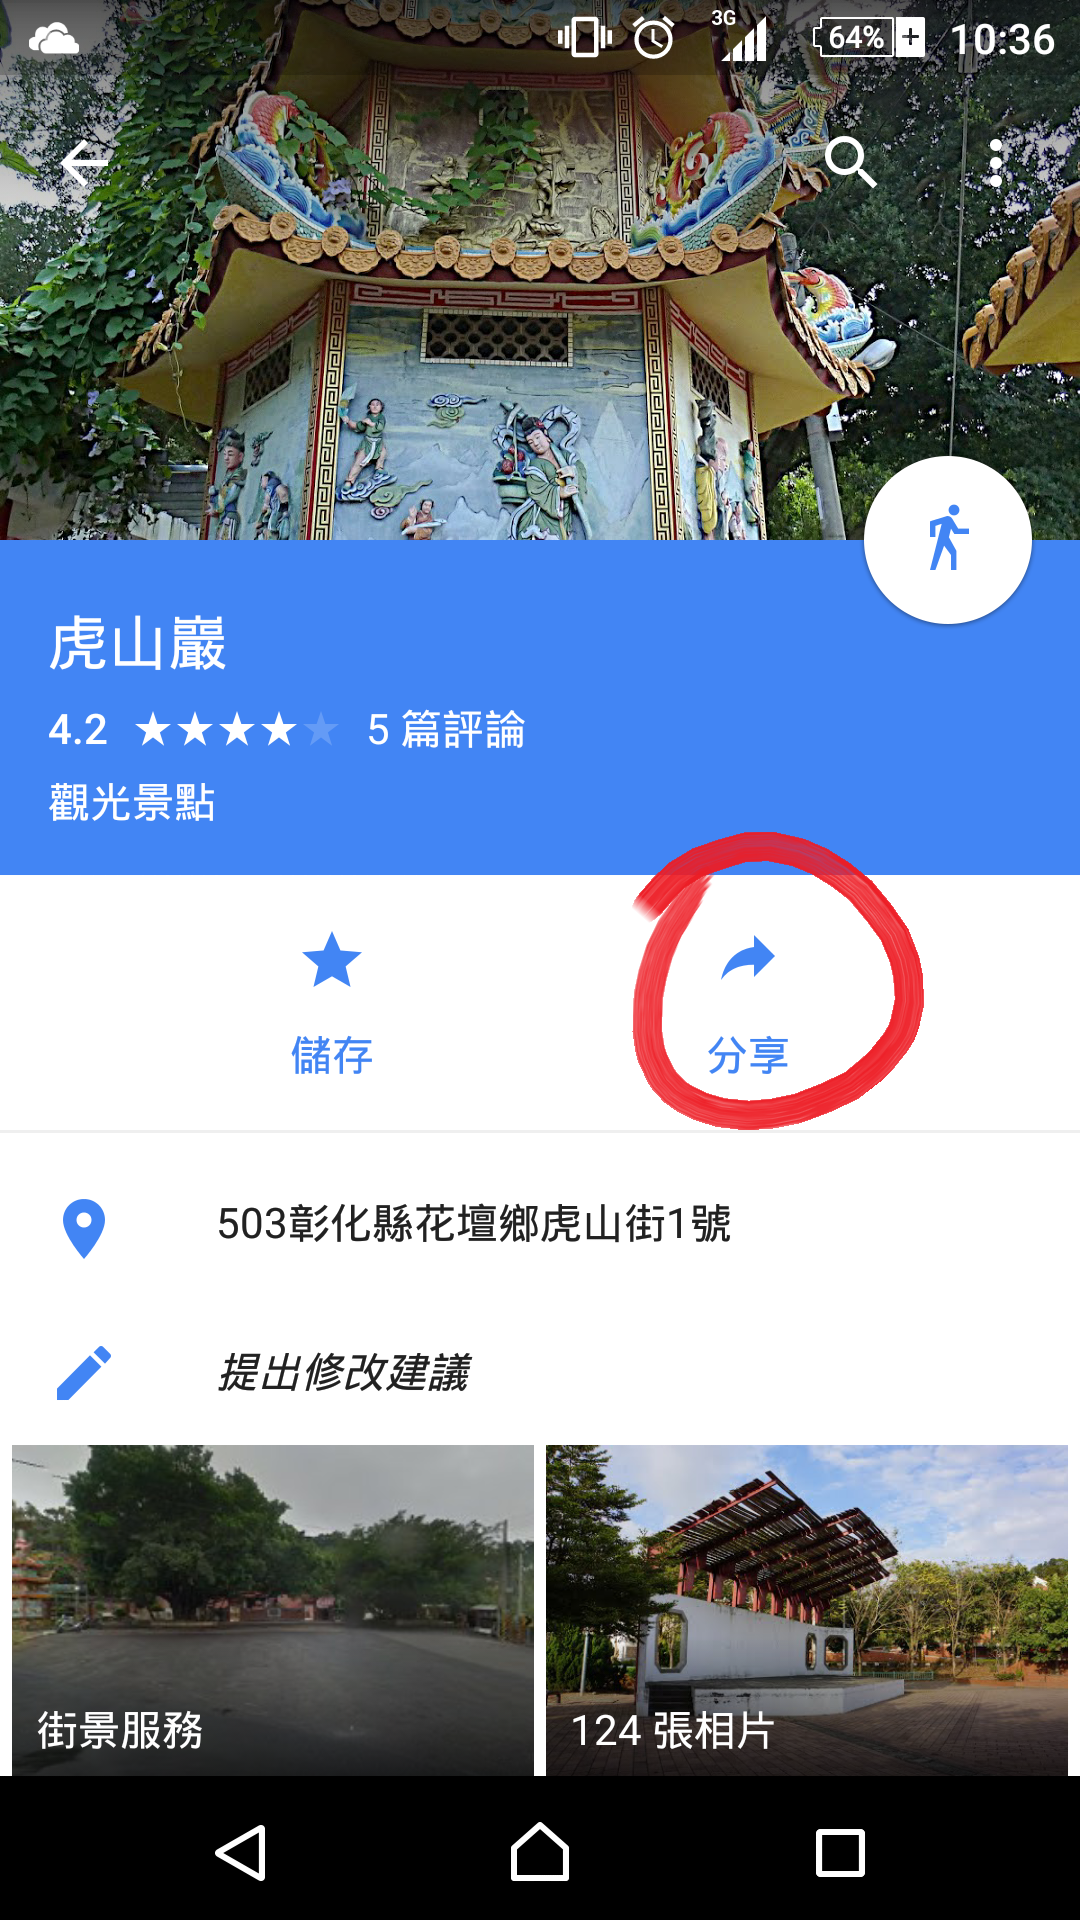 3G 64% 10:36
虎山巖
4.2 ★★★★★ 5 篇評論
觀光景點
儲存 分享
503彰化縣花壇鄉虎山街1號
提出修改建議
街景服務 124 張相片